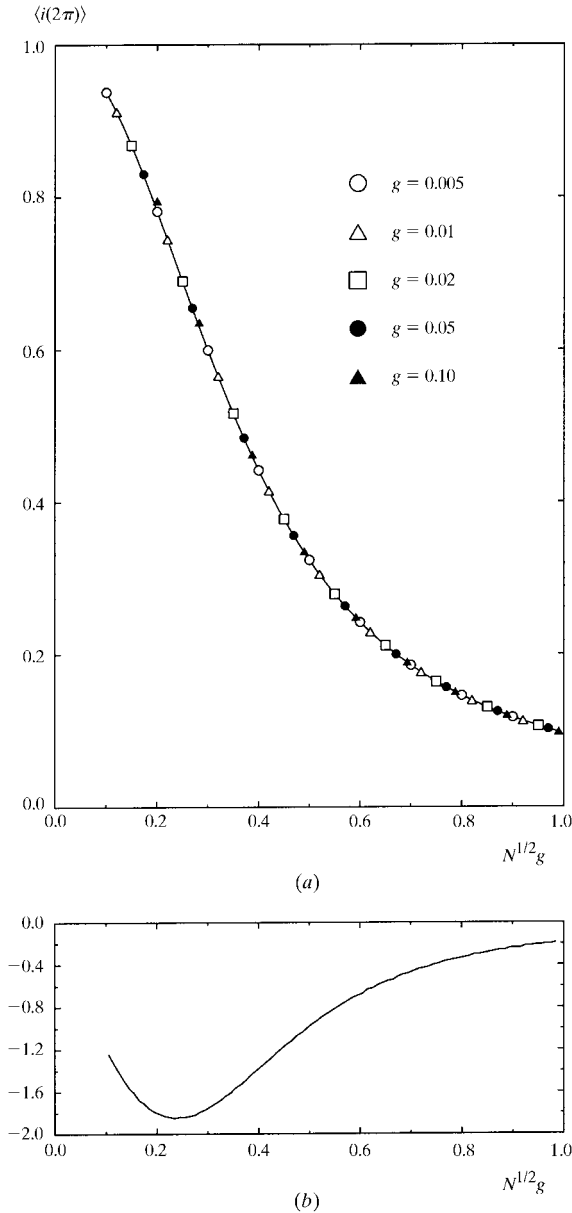 ⟨i(2π)⟩
1.0
0.8
0.6
0.4
0.2
0.0
g = 0.005
g = 0.01
g = 0.02
g = 0.05
g = 0.10
0.0 0.2 0.4 0.6 0.8 1.0
N^{1/2}g
(a)
0.0
−0.4
−0.8
−1.2
−1.6
−2.0
0.0 0.2 0.4 0.6 0.8 1.0
N^{1/2}g
(b)